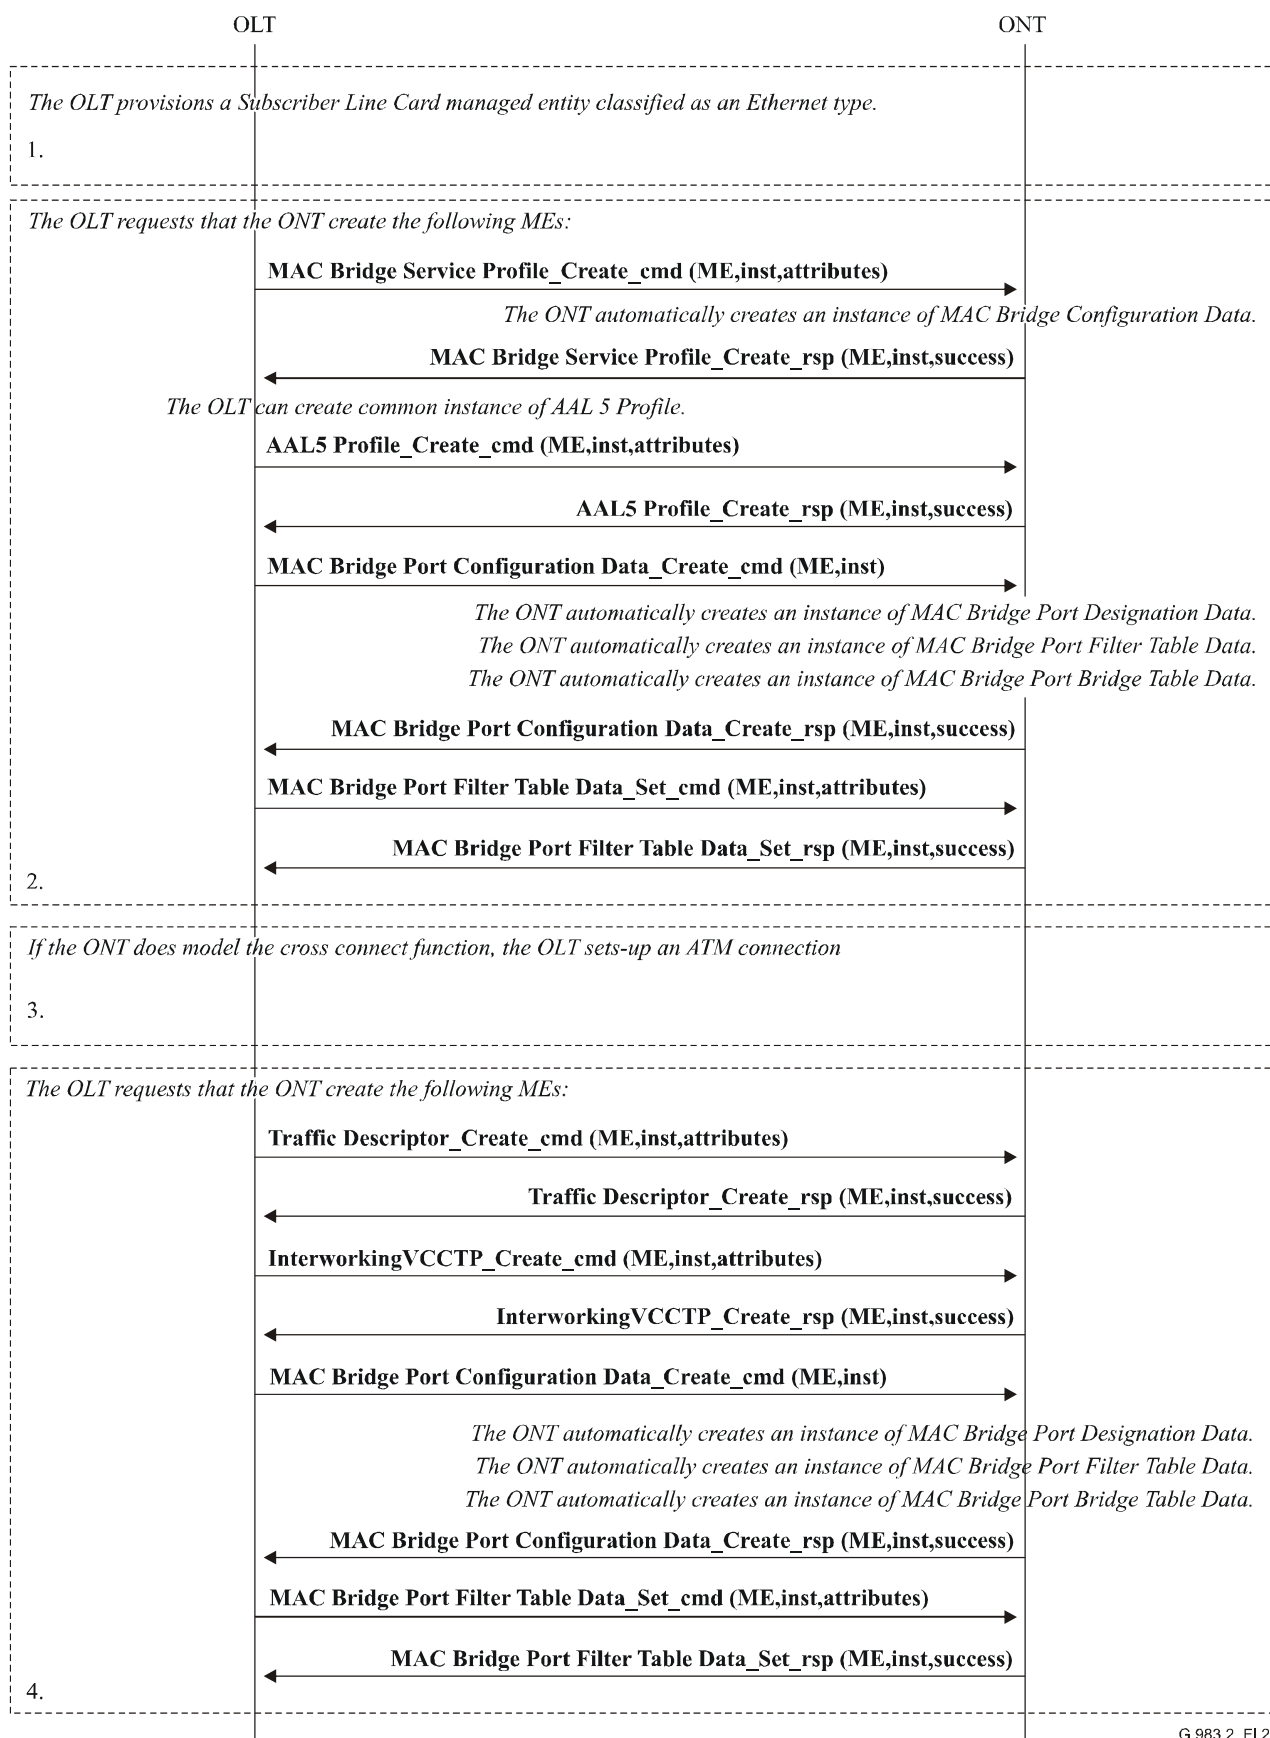 OLT
ONT
The OLT provisions a Subscriber Line Card managed entity classified as an Ethernet type.
1.
The OLT requests that the ONT create the following MEs:
MAC Bridge Service Profile_Create_cmd (ME,inst,attributes)
The ONT automatically creates an instance of MAC Bridge Configuration Data.
MAC Bridge Service Profile_Create_rsp (ME,inst,success)
The OLT can create common instance of AAL 5 Profile.
AAL5 Profile_Create_cmd (ME,inst,attributes)
AAL5 Profile_Create_rsp (ME,inst,success)
MAC Bridge Port Configuration Data_Create_cmd (ME,inst)
The ONT automatically creates an instance of MAC Bridge Port Designation Data.
The ONT automatically creates an instance of MAC Bridge Port Filter Table Data.
The ONT automatically creates an instance of MAC Bridge Port Bridge Table Data.
MAC Bridge Port Configuration Data_Create_rsp (ME,inst,success)
MAC Bridge Port Filter Table Data_Set_cmd (ME,inst,attributes)
MAC Bridge Port Filter Table Data_Set_rsp (ME,inst,success)
2.
If the ONT does model the cross connect function, the OLT sets-up an ATM connection
3.
The OLT requests that the ONT create the following MEs:
Traffic Descriptor_Create_cmd (ME,inst,attributes)
Traffic Descriptor_Create_rsp (ME,inst,success)
InterworkingVCCTP_Create_cmd (ME,inst,attributes)
InterworkingVCCTP_Create_rsp (ME,inst,success)
MAC Bridge Port Configuration Data_Create_cmd (ME,inst)
The ONT automatically creates an instance of MAC Bridge Port Designation Data.
The ONT automatically creates an instance of MAC Bridge Port Filter Table Data.
The ONT automatically creates an instance of MAC Bridge Port Bridge Table Data.
MAC Bridge Port Configuration Data_Create_rsp (ME,inst,success)
MAC Bridge Port Filter Table Data_Set_cmd (ME,inst,attributes)
MAC Bridge Port Filter Table Data_Set_rsp (ME,inst,success)
4.
G.983.2_FI.2